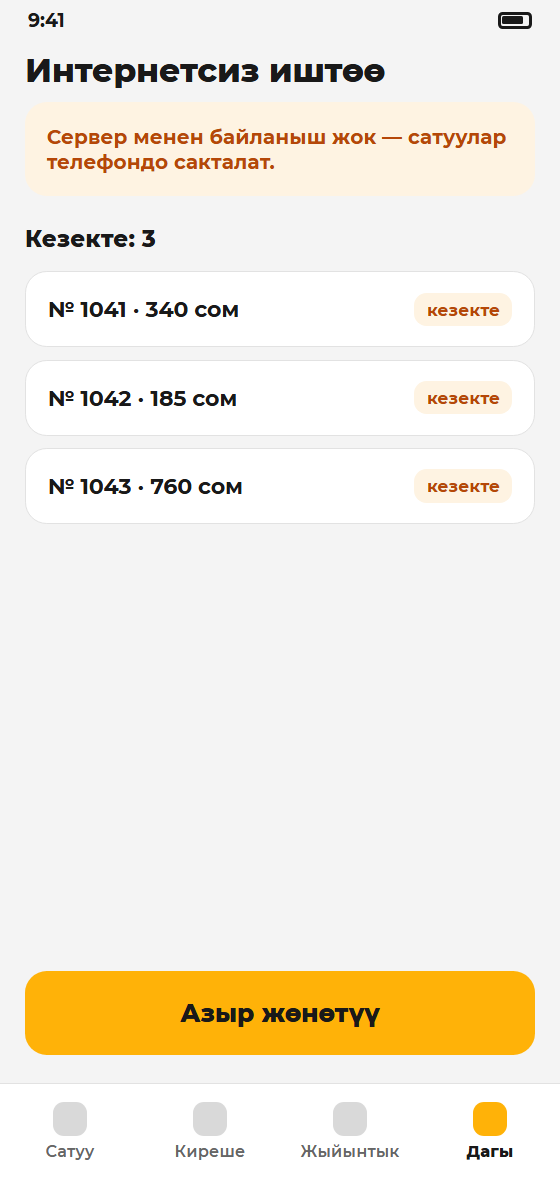 9:41
Интернетсиз иштөө
Сервер менен байланыш жок — сатуулар
телефондо сакталат.
Кезекте: 3
№ 1041 · 340 сом
кезекте
№ 1042 · 185 сом
кезекте
№ 1043 · 760 сом
кезекте
Азыр жөнөтүү
Сатуу
Киреше
Жыйынтык
Дагы